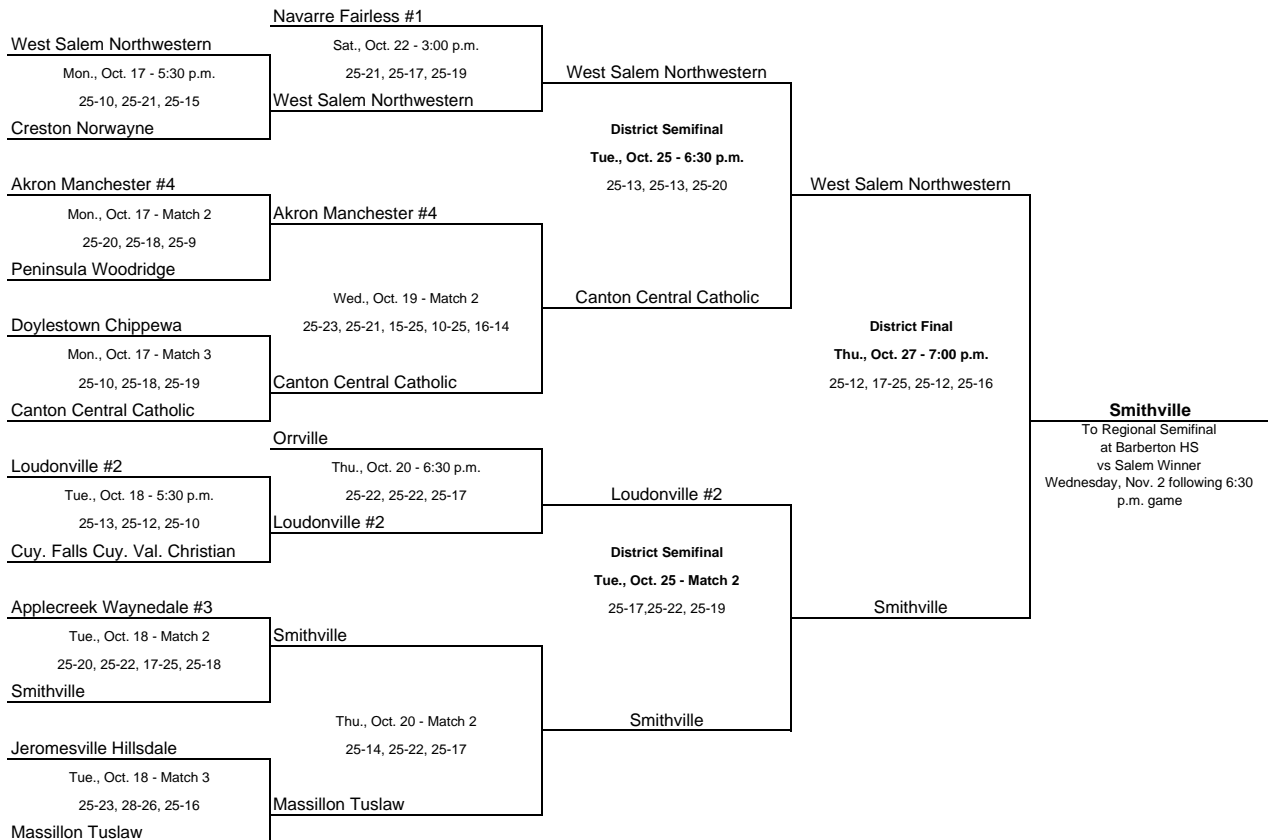 Navarre Fairless #1
West Salem Northwestern
Sat., Oct. 22 - 3:00 p.m.
Mon., Oct. 17 - 5:30 p.m.
25-21, 25-17, 25-19
West Salem Northwestern
25-10, 25-21, 25-15
West Salem Northwestern
Creston Norwayne
District Semifinal
Tue., Oct. 25 - 6:30 p.m.
Akron Manchester #4
25-13, 25-13, 25-20
West Salem Northwestern
Mon., Oct. 17 - Match 2
Akron Manchester #4
25-20, 25-18, 25-9
Peninsula Woodridge
Wed., Oct. 19 - Match 2
Canton Central Catholic
Doylestown Chippewa
25-23, 25-21, 15-25, 10-25, 16-14
District Final
Mon., Oct. 17 - Match 3
Thu., Oct. 27 - 7:00 p.m.
25-10, 25-18, 25-19
Canton Central Catholic
25-12, 17-25, 25-12, 25-16
Canton Central Catholic
Smithville
To Regional Semifinal
at Barberton HS
vs Salem Winner
Wednesday, Nov. 2 following 6:30
p.m. game
Orrville
Loudonville #2
Thu., Oct. 20 - 6:30 p.m.
Tue., Oct. 18 - 5:30 p.m.
25-22, 25-22, 25-17
Loudonville #2
25-13, 25-12, 25-10
Loudonville #2
Cuy. Falls Cuy. Val. Christian
District Semifinal
Tue., Oct. 25 - Match 2
Applecreek Waynedale #3
25-17,25-22, 25-19
Smithville
Tue., Oct. 18 - Match 2
Smithville
25-20, 25-22, 17-25, 25-18
Smithville
Thu., Oct. 20 - Match 2
Smithville
Jeromesville Hillsdale
25-14, 25-22, 25-17
Tue., Oct. 18 - Match 3
25-23, 28-26, 25-16
Massillon Tuslaw
Massillon Tuslaw